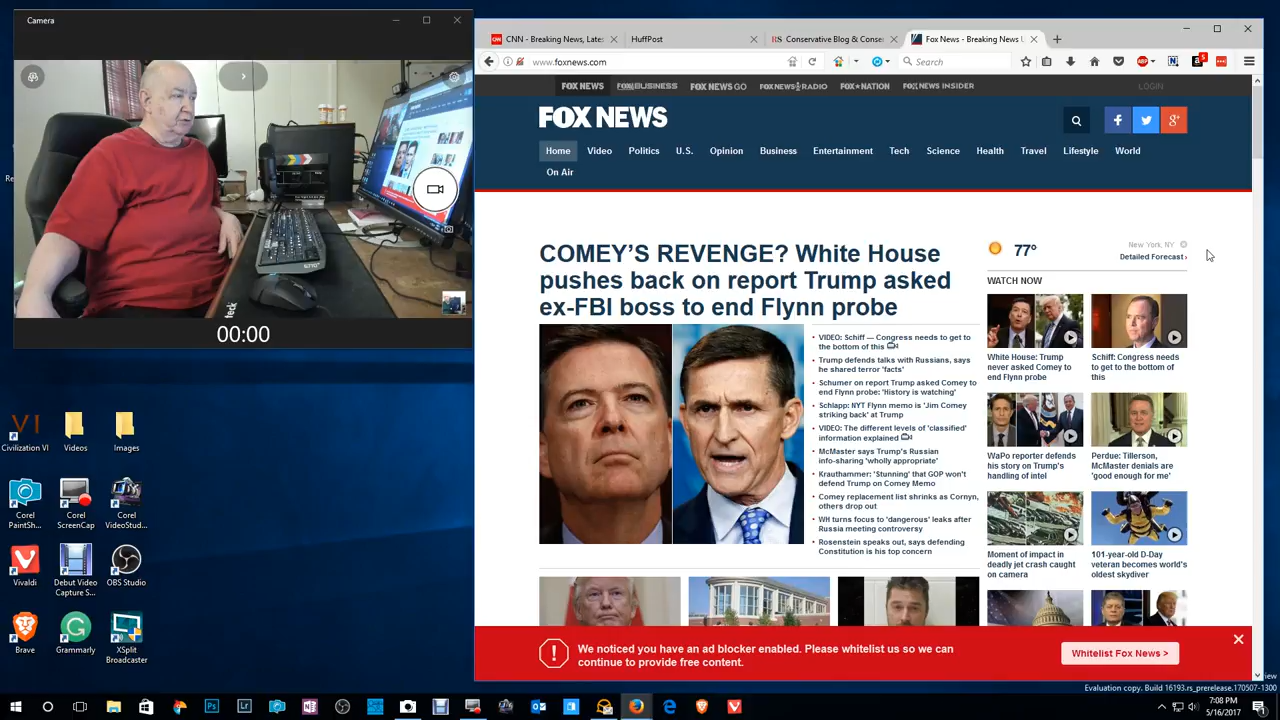 Camera
00:00
Re
Civilization VI
Videos
Images
Corel
PaintSh...
Corel
ScreenCap
Corel
VideoStud...
Vivaldi
Debut Video
Capture S...
OBS Studio
Brave
Grammarly
XSplit
Broadcaster
CNN - Breaking News, Lates
HuffPost
Conservative Blog & Conser
Fox News - Breaking News U
www.foxnews.com
Search
FOX NEWS
FOX BUSINESS
FOX NEWS GO
FOX NEWS RADIO
FOX NATION
FOX NEWS INSIDER
LOGIN
FOX NEWS
Home
Video
Politics
U.S.
Opinion
Business
Entertainment
Tech
Science
Health
Travel
Lifestyle
World
On Air
COMEY'S REVENGE? White House
pushes back on report Trump asked
ex-FBI boss to end Flynn probe
VIDEO: Schiff — Congress needs to get to
the bottom of this
Trump defends talks with Russians, says
he shared terror 'facts'
Schumer on report Trump asked Comey to
end Flynn probe: 'History is watching'
Schlapp: NYT Flynn memo is 'Jim Comey
striking back' at Trump
VIDEO: The different levels of 'classified'
information explained
McMaster says Trump's Russian
info-sharing 'wholly appropriate'
Krauthammer: 'Stunning' that GOP won't
defend Trump on Comey Memo
Comey replacement list shrinks as Cornyn,
others drop out
WH turns focus to 'dangerous' leaks after
Russia meeting controversy
Rosenstein speaks out, says defending
Constitution is his top concern
77°
New York, NY
Detailed Forecast ›
WATCH NOW
White House: Trump
never asked Comey to
end Flynn probe
Schiff: Congress needs
to get to the bottom of
this
WaPo reporter defends
his story on Trump's
handling of intel
Perdue: Tillerson,
McMaster denials are
'good enough for me'
Moment of impact in
deadly jet crash caught
on camera
101-year-old D-Day
veteran becomes world's
oldest skydiver
We noticed you have an ad blocker enabled. Please whitelist us so we can
continue to provide free content.
Whitelist Fox News >
Evaluation copy. Build 16193.rs_prerelease.170507-1300
7:08 PM
5/16/2017